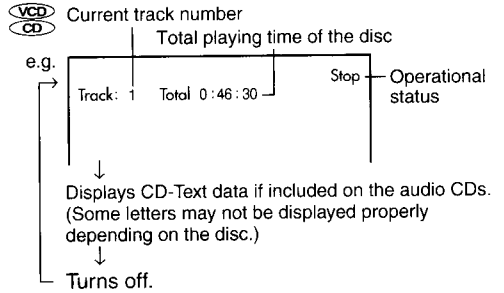 VCD Current track number
CD
Total playing time of the disc
e.g.
Track: 1 Total 0:46:30
Stop
Operational
status
Displays CD-Text data if included on the audio CDs.
(Some letters may not be displayed properly
depending on the disc.)
Turns off.